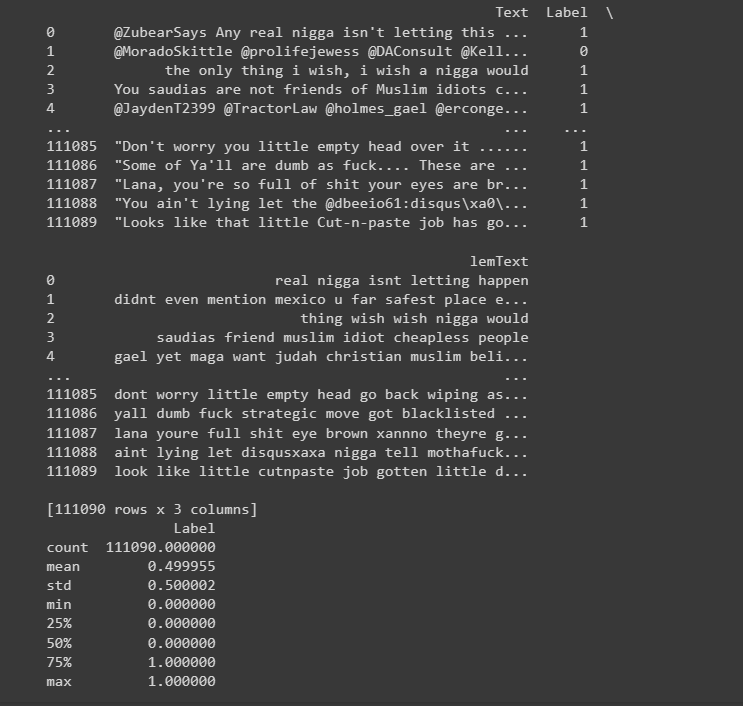 Text Label \
0 @ZubearSays Any real nigga isn't letting this ... 1
1 @MoradoSkittle @prolifejewess @DAConsult @Kell... 0
2 the only thing i wish, i wish a nigga would 1
3 You saudias are not friends of Muslim idiots c... 1
4 @JaydenT2399 @TractorLaw @holmes_gael @erconge... 1
... ... ...
111085 "Don't worry you little empty head over it ...... 1
111086 "Some of Ya'll are dumb as fuck.... These are ... 1
111087 "Lana, you're so full of shit your eyes are br... 1
111088 "You ain't lying let the @dbeeio61:disqus\xa0\... 1
111089 "Looks like that little Cut-n-paste job has go... 1
lemText
0 real nigga isnt letting happen
1 didnt even mention mexico u far safest place e...
2 thing wish wish nigga would
3 saudias friend muslim idiot cheapless people
4 gael yet maga want judah christian muslim beli...
... ...
111085 dont worry little empty head go back wiping as...
111086 yall dumb fuck strategic move got blacklisted ...
111087 lana youre full shit eye brown xannno theyre g...
111088 aint lying let disqusxaxa nigga tell mothafuck...
111089 look like little cutnpaste job gotten little d...
[111090 rows x 3 columns]
Label
count 111090.000000
mean 0.499955
std 0.500002
min 0.000000
25% 0.000000
50% 0.000000
75% 1.000000
max 1.000000